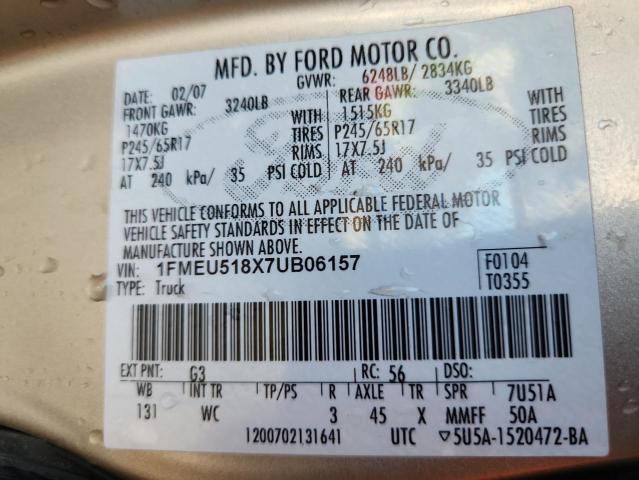 MFD. BY FORD MOTOR CO.
DATE: 02/07 GVWR: 6248LB/ 2834KG
FRONT GAWR: 3240LB REAR GAWR: 3340LB
1470KG WITH 1515KG WITH
P245/65R17 TIRES P245/65R17 TIRES
17X7.5J RIMS 17X7.5J RIMS
AT 240 kPa/ 35 PSI COLD AT 240 kPa/ 35 PSI COLD
THIS VEHICLE CONFORMS TO ALL APPLICABLE FEDERAL MOTOR
VEHICLE SAFETY STANDARDS IN EFFECT ON THE DATE OF
MANUFACTURE SHOWN ABOVE.
VIN: 1FMEU518X7UB06157 F0104
TYPE: Truck T0355
EXT PNT: G3 RC: 56 DSO:
WB INT TR TP/PS R AXLE TR SPR 7U51A
131 WC 3 45 X MMFF 50A
1200702131641 UTC ▽5U5A-1520472-BA